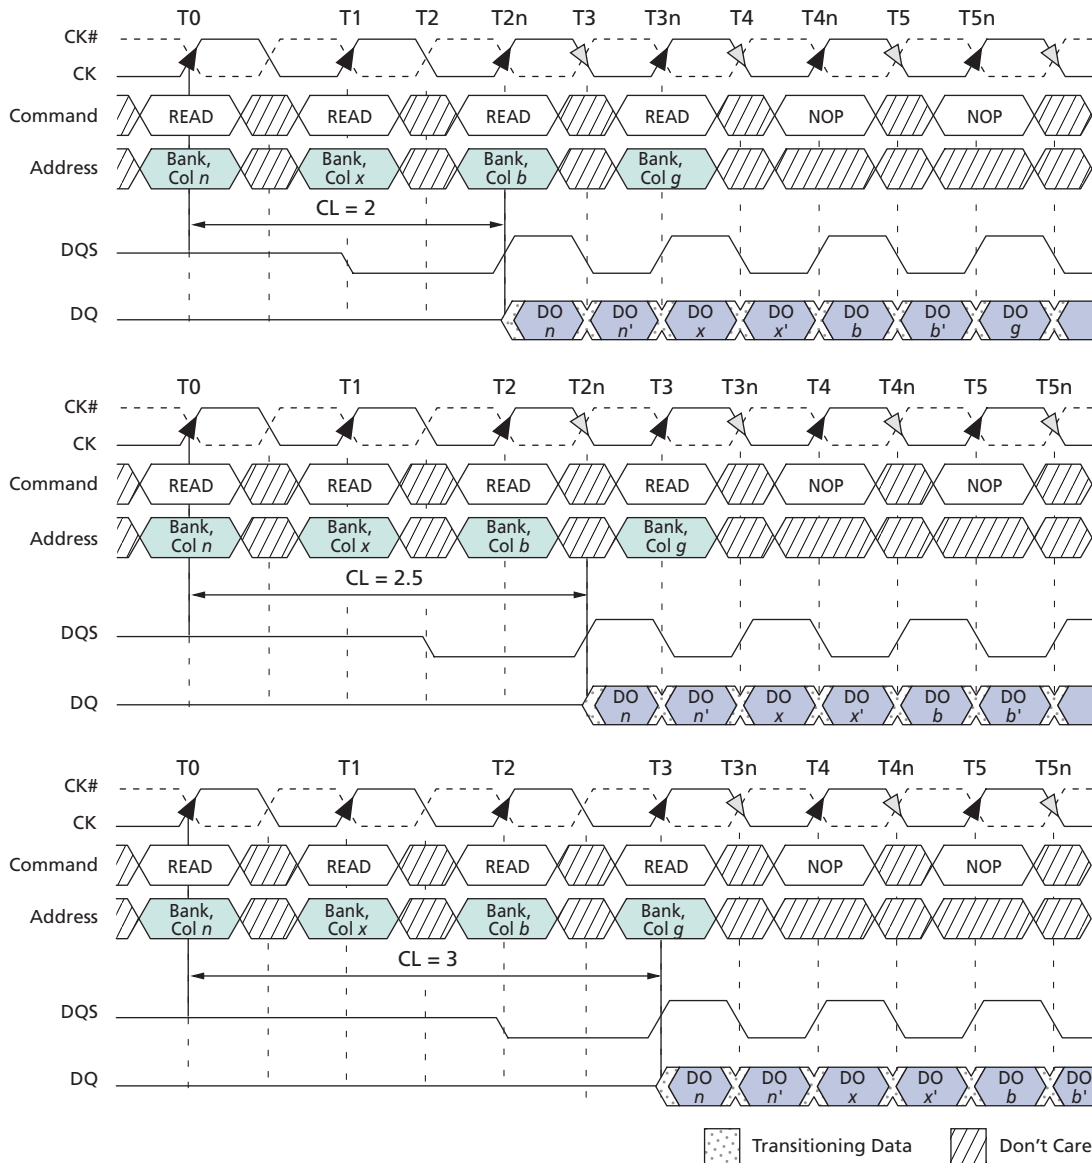 T0 T1 T2 T2n T3 T3n T4 T4n T5 T5n
CK#
CK
Command READ READ READ READ NOP NOP
Address Bank, Col n Bank, Col x Bank, Col b Bank, Col g
CL = 2
DQS
DQ DO n DO n' DO x DO x' DO b DO b' DO g
T0 T1 T2 T2n T3 T3n T4 T4n T5 T5n
CK#
CK
Command READ READ READ READ NOP NOP
Address Bank, Col n Bank, Col x Bank, Col b Bank, Col g
CL = 2.5
DQS
DQ DO n DO n' DO x DO x' DO b DO b'
T0 T1 T2 T3 T3n T4 T4n T5 T5n
CK#
CK
Command READ READ READ READ NOP NOP
Address Bank, Col n Bank, Col x Bank, Col b Bank, Col g
CL = 3
DQS
DQ DO n DO n' DO x DO x' DO b DO b'
Transitioning Data Don't Care